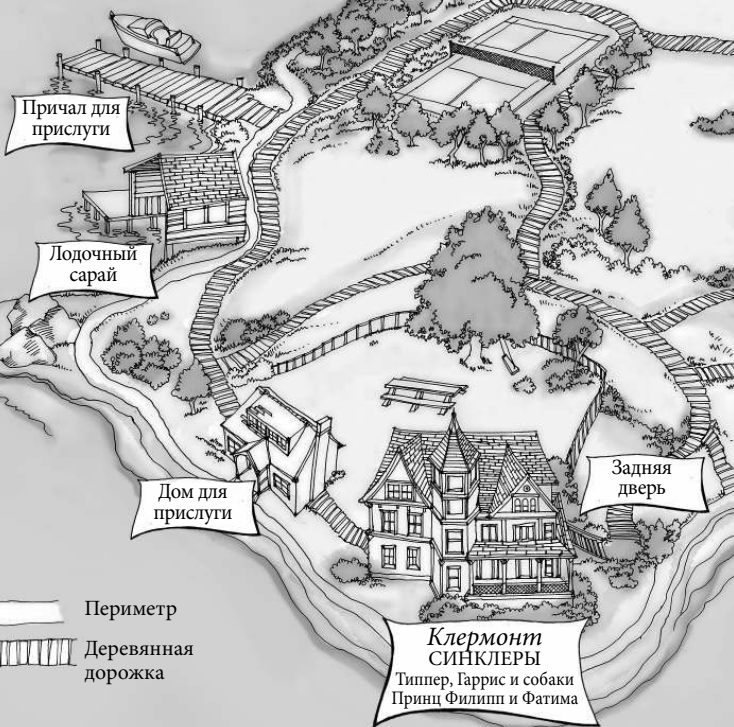 Причал для
прислуги
Лодочный
сарай
Дом для
прислуги
Задняя
дверь
Периметр
Деревянная
дорожка
Клермонт
СИНКЛЕРЫ
Типпер, Гаррис и собаки
Принц Филипп и Фатима